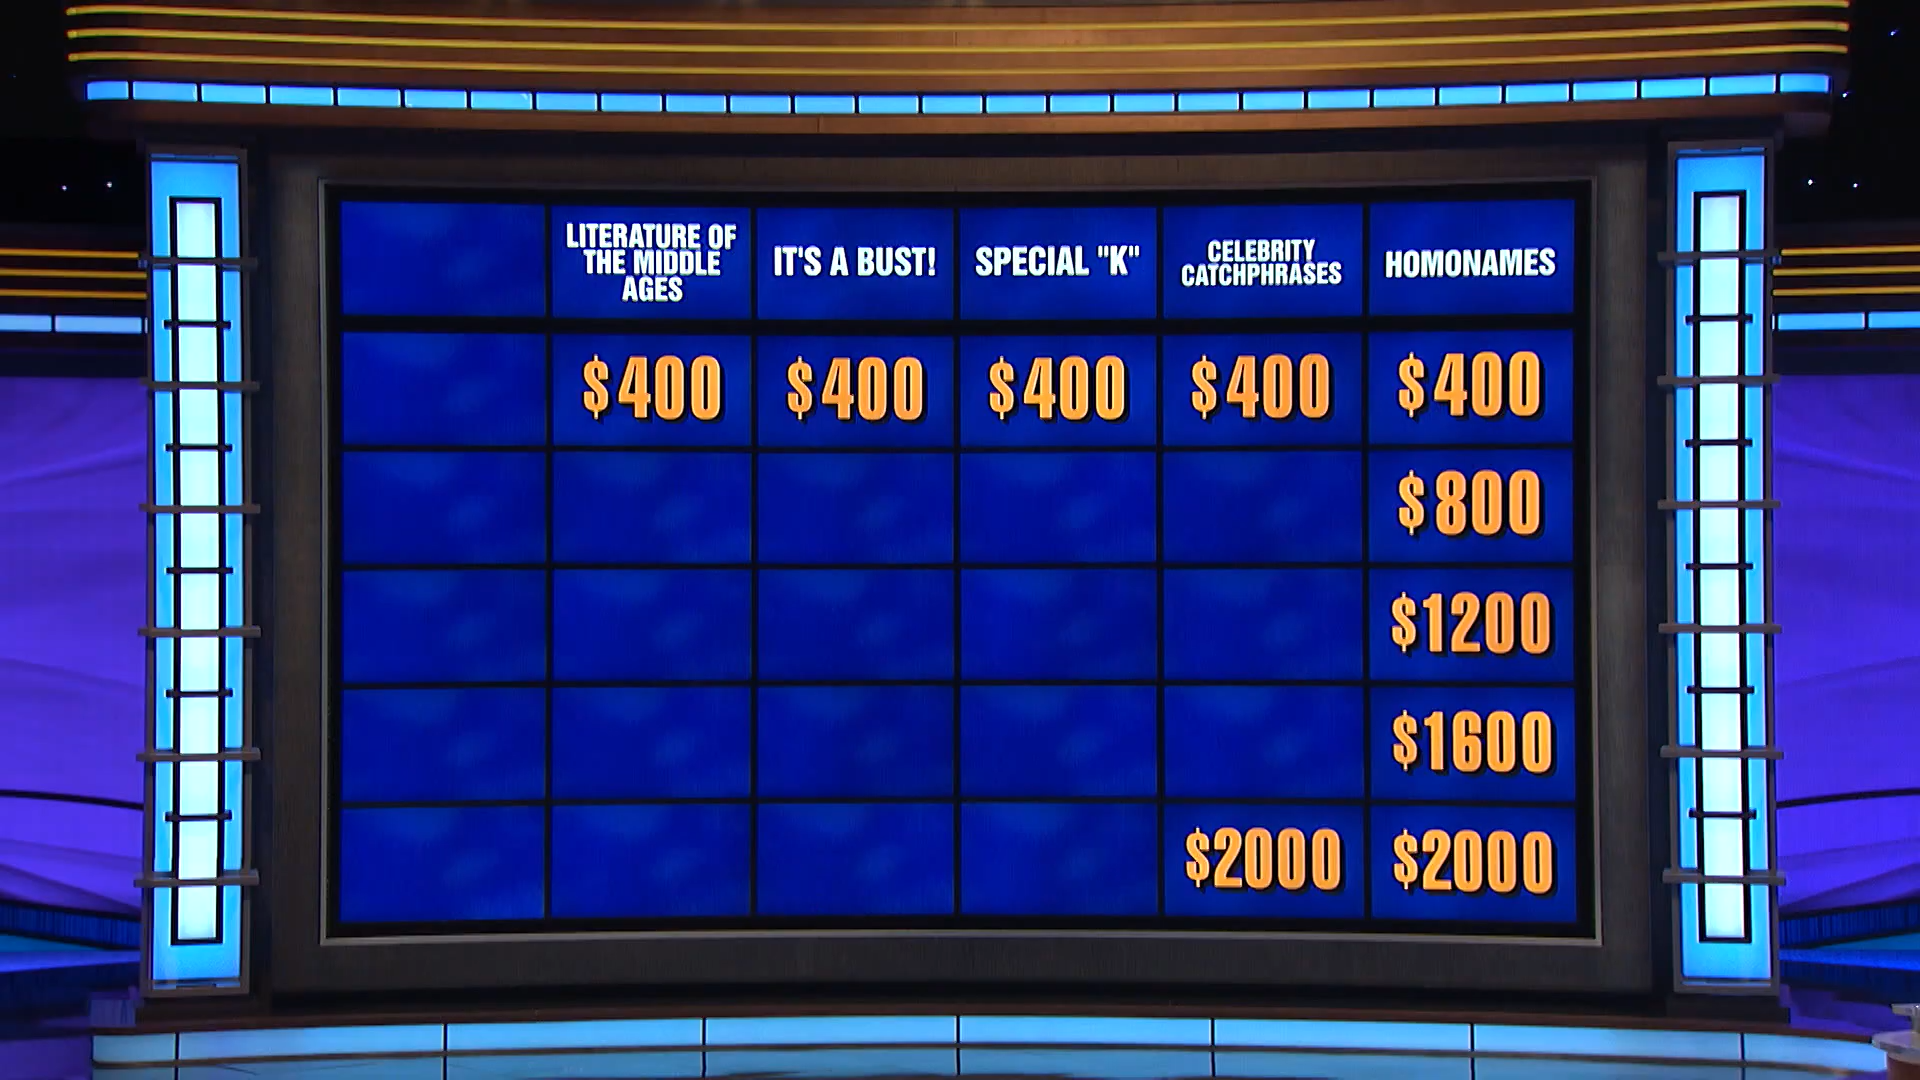 LITERATURE OF
THE MIDDLE
AGES
IT'S A BUST!
SPECIAL "K"
CELEBRITY
CATCHPHRASES
HOMONAMES
$400
$400
$400
$400
$400
$800
$1200
$1600
$2000
$2000